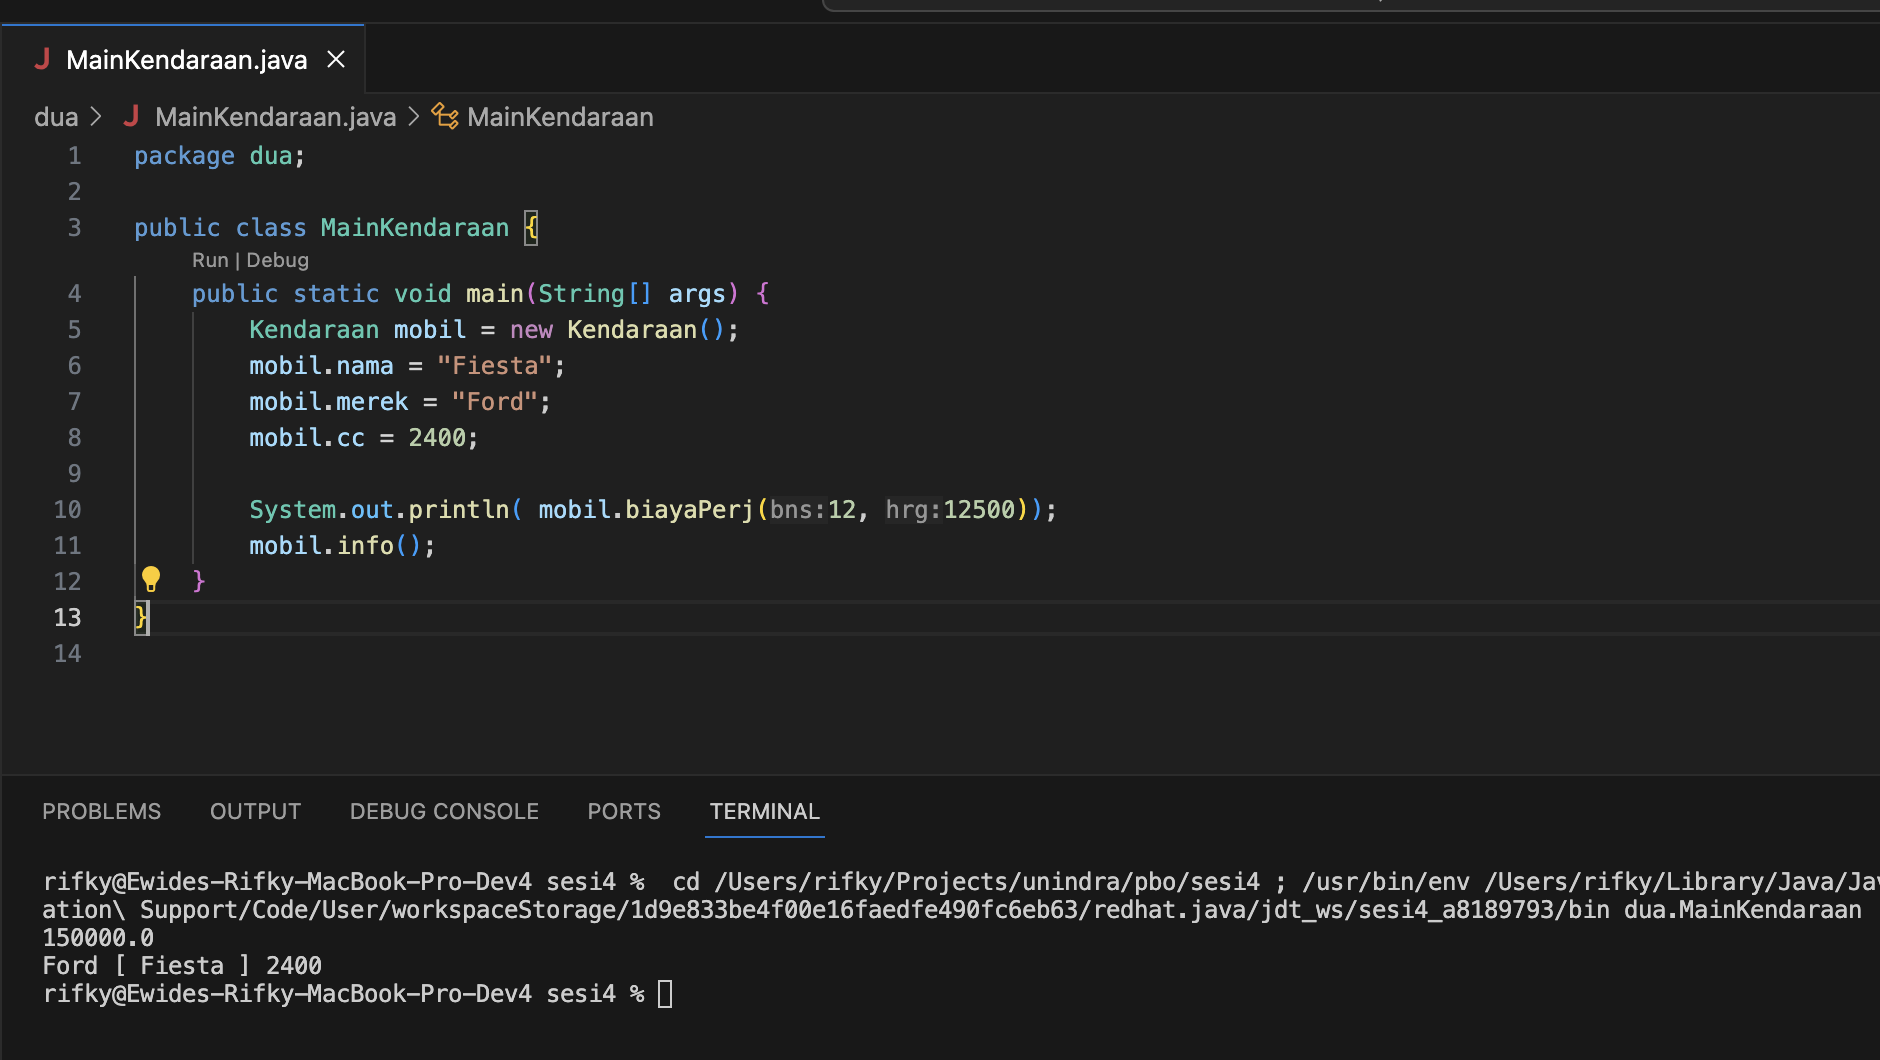 MainKendaraan.java
dua > MainKendaraan.java > MainKendaraan
1 package dua;
2
3 public class MainKendaraan {
Run | Debug
4 public static void main(String[] args) {
5 Kendaraan mobil = new Kendaraan();
6 mobil.nama = "Fiesta";
7 mobil.merek = "Ford";
8 mobil.cc = 2400;
9
10 System.out.println( mobil.biayaPerj(bns:12, hrg:12500));
11 mobil.info();
12 }
13 }
14
PROBLEMS OUTPUT DEBUG CONSOLE PORTS TERMINAL
rifky@Ewides-Rifky-MacBook-Pro-Dev4 sesi4 % cd /Users/rifky/Projects/unindra/pbo/sesi4 ; /usr/bin/env /Users/rifky/Library/Java/Jav
ation\ Support/Code/User/workspaceStorage/1d9e833be4f00e16faedfe490fc6eb63/redhat.java/jdt_ws/sesi4_a8189793/bin dua.MainKendaraan
150000.0
Ford [ Fiesta ] 2400
rifky@Ewides-Rifky-MacBook-Pro-Dev4 sesi4 %